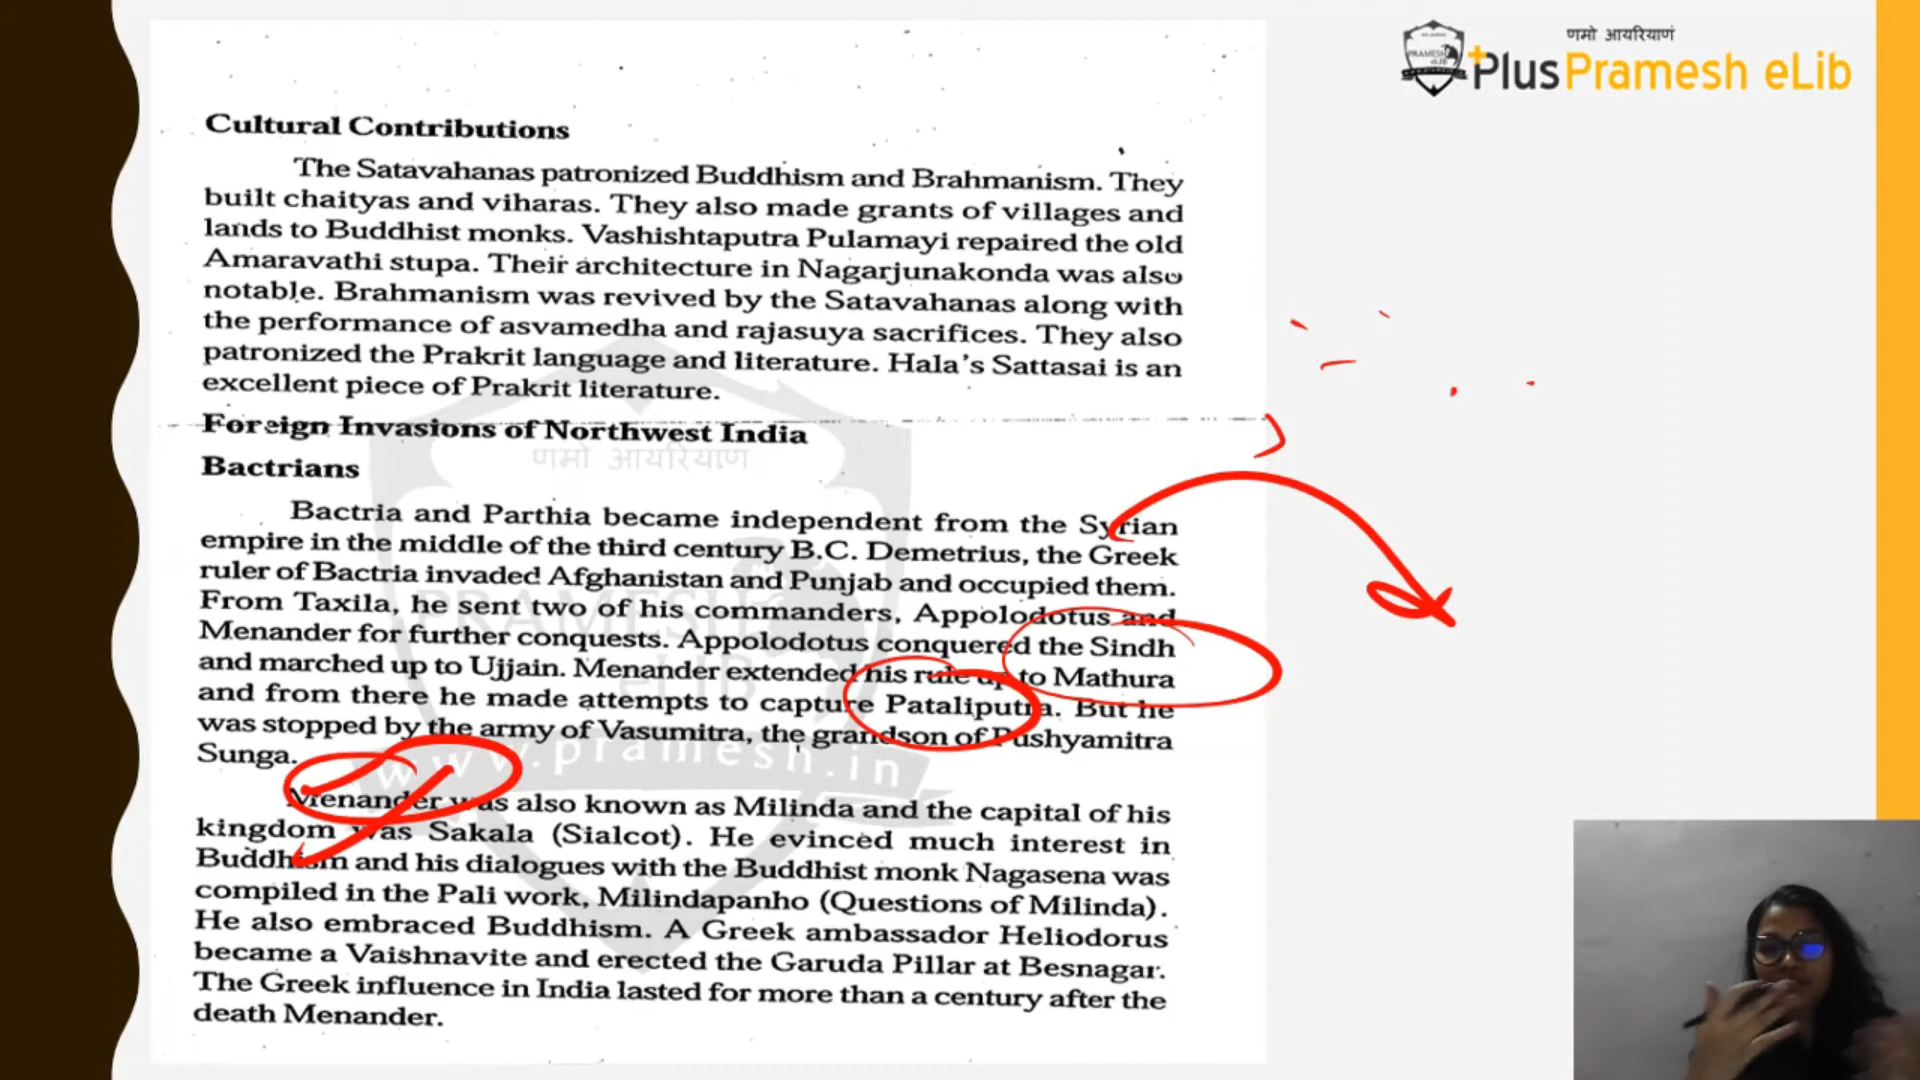 णमो आयरियाणं
PRAMESH
eLIB
Plus Pramesh eLib
Cultural Contributions
The Satavahanas patronized Buddhism and Brahmanism. They
built chaityas and viharas. They also made grants of villages and
lands to Buddhist monks. Vashishtaputra Pulamayi repaired the old
Amaravathi stupa. Their architecture in Nagarjunakonda was also
notable. Brahmanism was revived by the Satavahanas along with
the performance of asvamedha and rajasuya sacrifices. They also
patronized the Prakrit language and literature. Hala's Sattasai is an
excellent piece of Prakrit literature.
Foreign Invasions of Northwest India
णमो आयरियाण
Bactrians
Bactria and Parthia became independent from the Syrian
empire in the middle of the third century B.C. Demetrius, the Greek
ruler of Bactria invaded Afghanistan and Punjab and occupied them.
From Taxila, he sent two of his commanders, Appolodotus and
Menander for further conquests. Appolodotus conquered the Sindh
and marched up to Ujjain. Menander extended his rule up to Mathura
and from there he made attempts to capture Pataliputra. But he
was stopped by the army of Vasumitra, the grandson of Pushyamitra
Sunga.
PRAMESH
eLIB
www.pramesh.in
Menander was also known as Milinda and the capital of his
kingdom was Sakala (Sialcot). He evinced much interest in
Buddhism and his dialogues with the Buddhist monk Nagasena was
compiled in the Pali work, Milindapanho (Questions of Milinda).
He also embraced Buddhism. A Greek ambassador Heliodorus
became a Vaishnavite and erected the Garuda Pillar at Besnagar.
The Greek influence in India lasted for more than a century after the
death Menander.